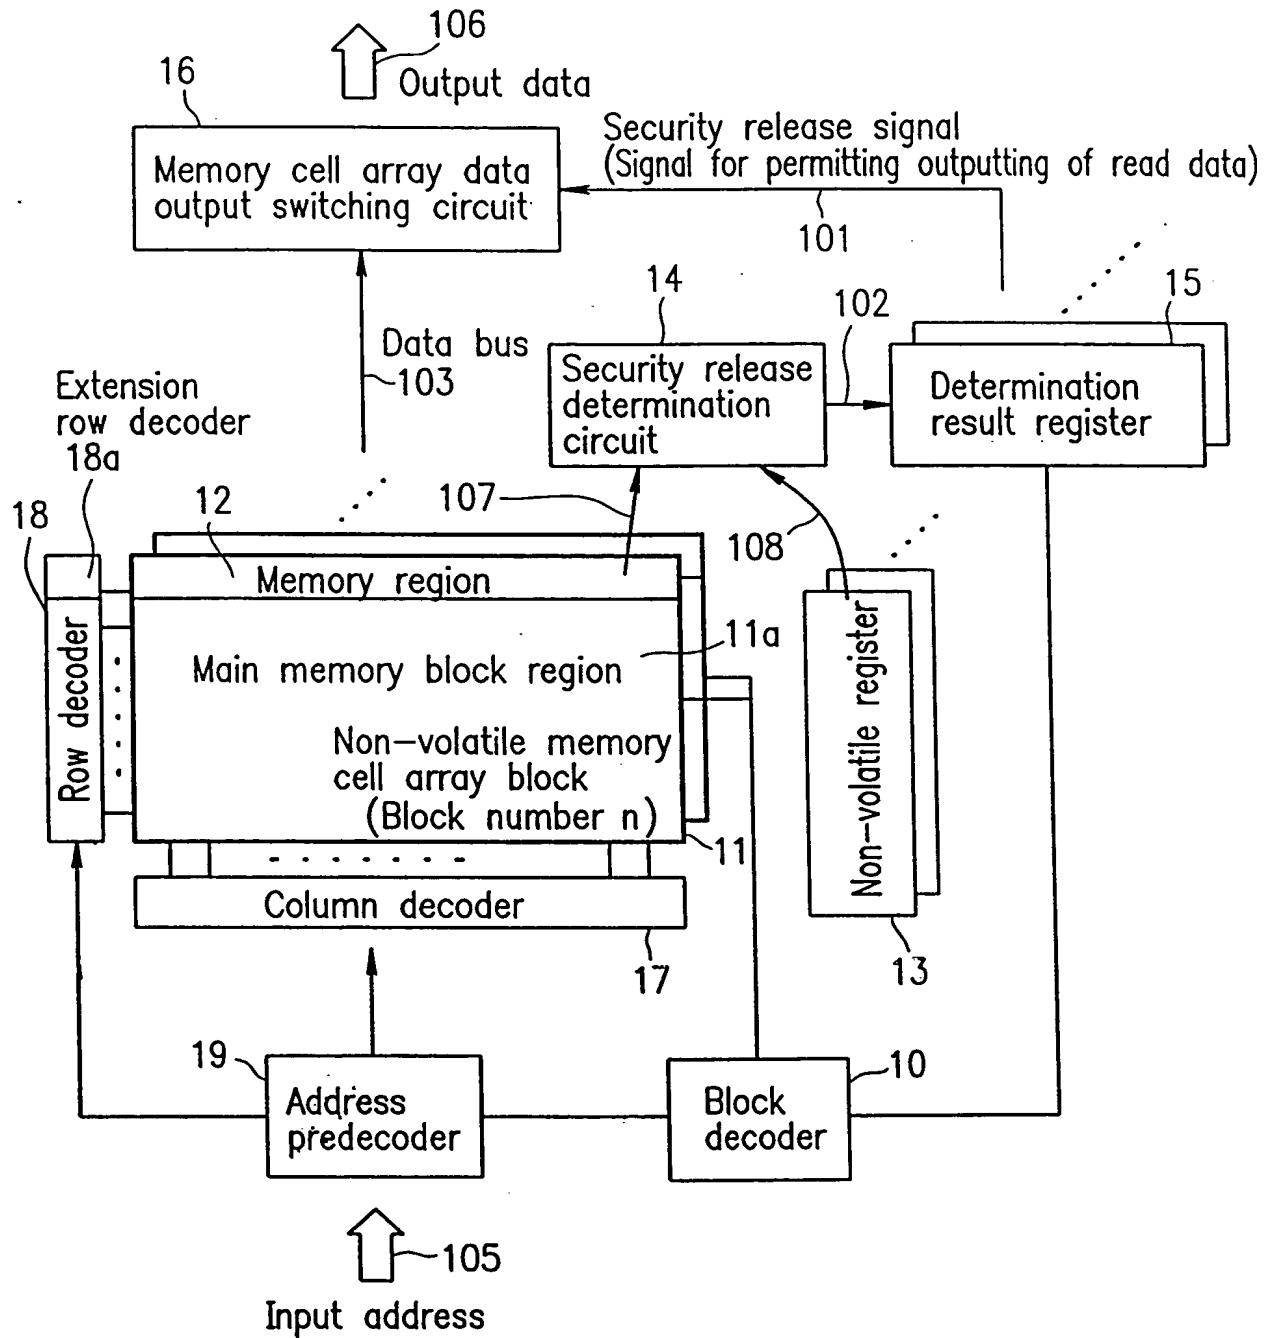 106
Output data
16
Memory cell array data
output switching circuit
Security release signal
(Signal for permitting outputting of read data)
101
14
102
15
Data bus
103
Security release
determination
circuit
Determination
result register
Extension
row decoder
18a
18
12
107
108
Memory region
11a
Main memory block region
Row decoder
Non-volatile memory
cell array block
(Block number n)
11
Non-volatile register
Column decoder
17
13
19
10
Address
predecoder
Block
decoder
105
Input address